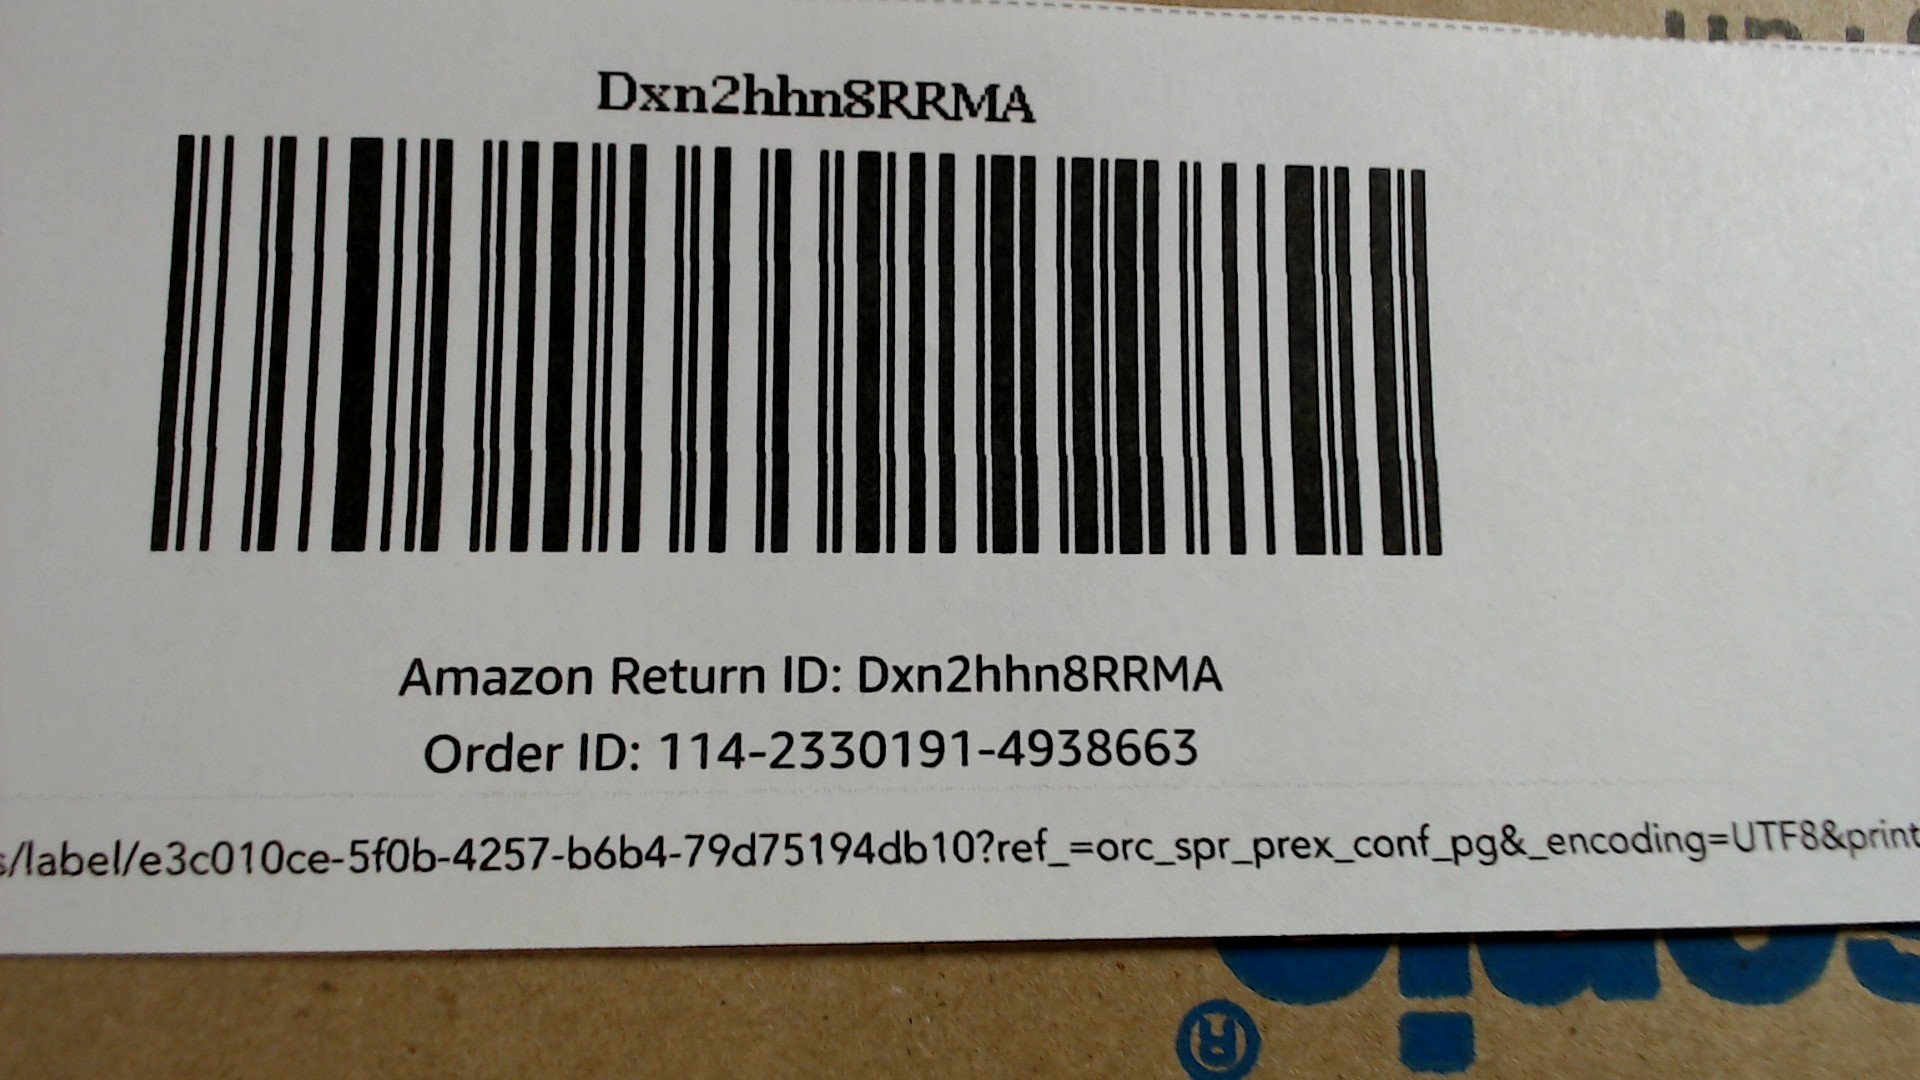 Dxn2hhn8RRMA
Amazon Return ID: Dxn2hhn8RRMA
Order ID: 114-2330191-4938663
s/label/e3c010ce-5f0b-4257-b6b4-79d75194db10?ref_=orc_spr_prex_conf_pg&_encoding=UTF8&print
®